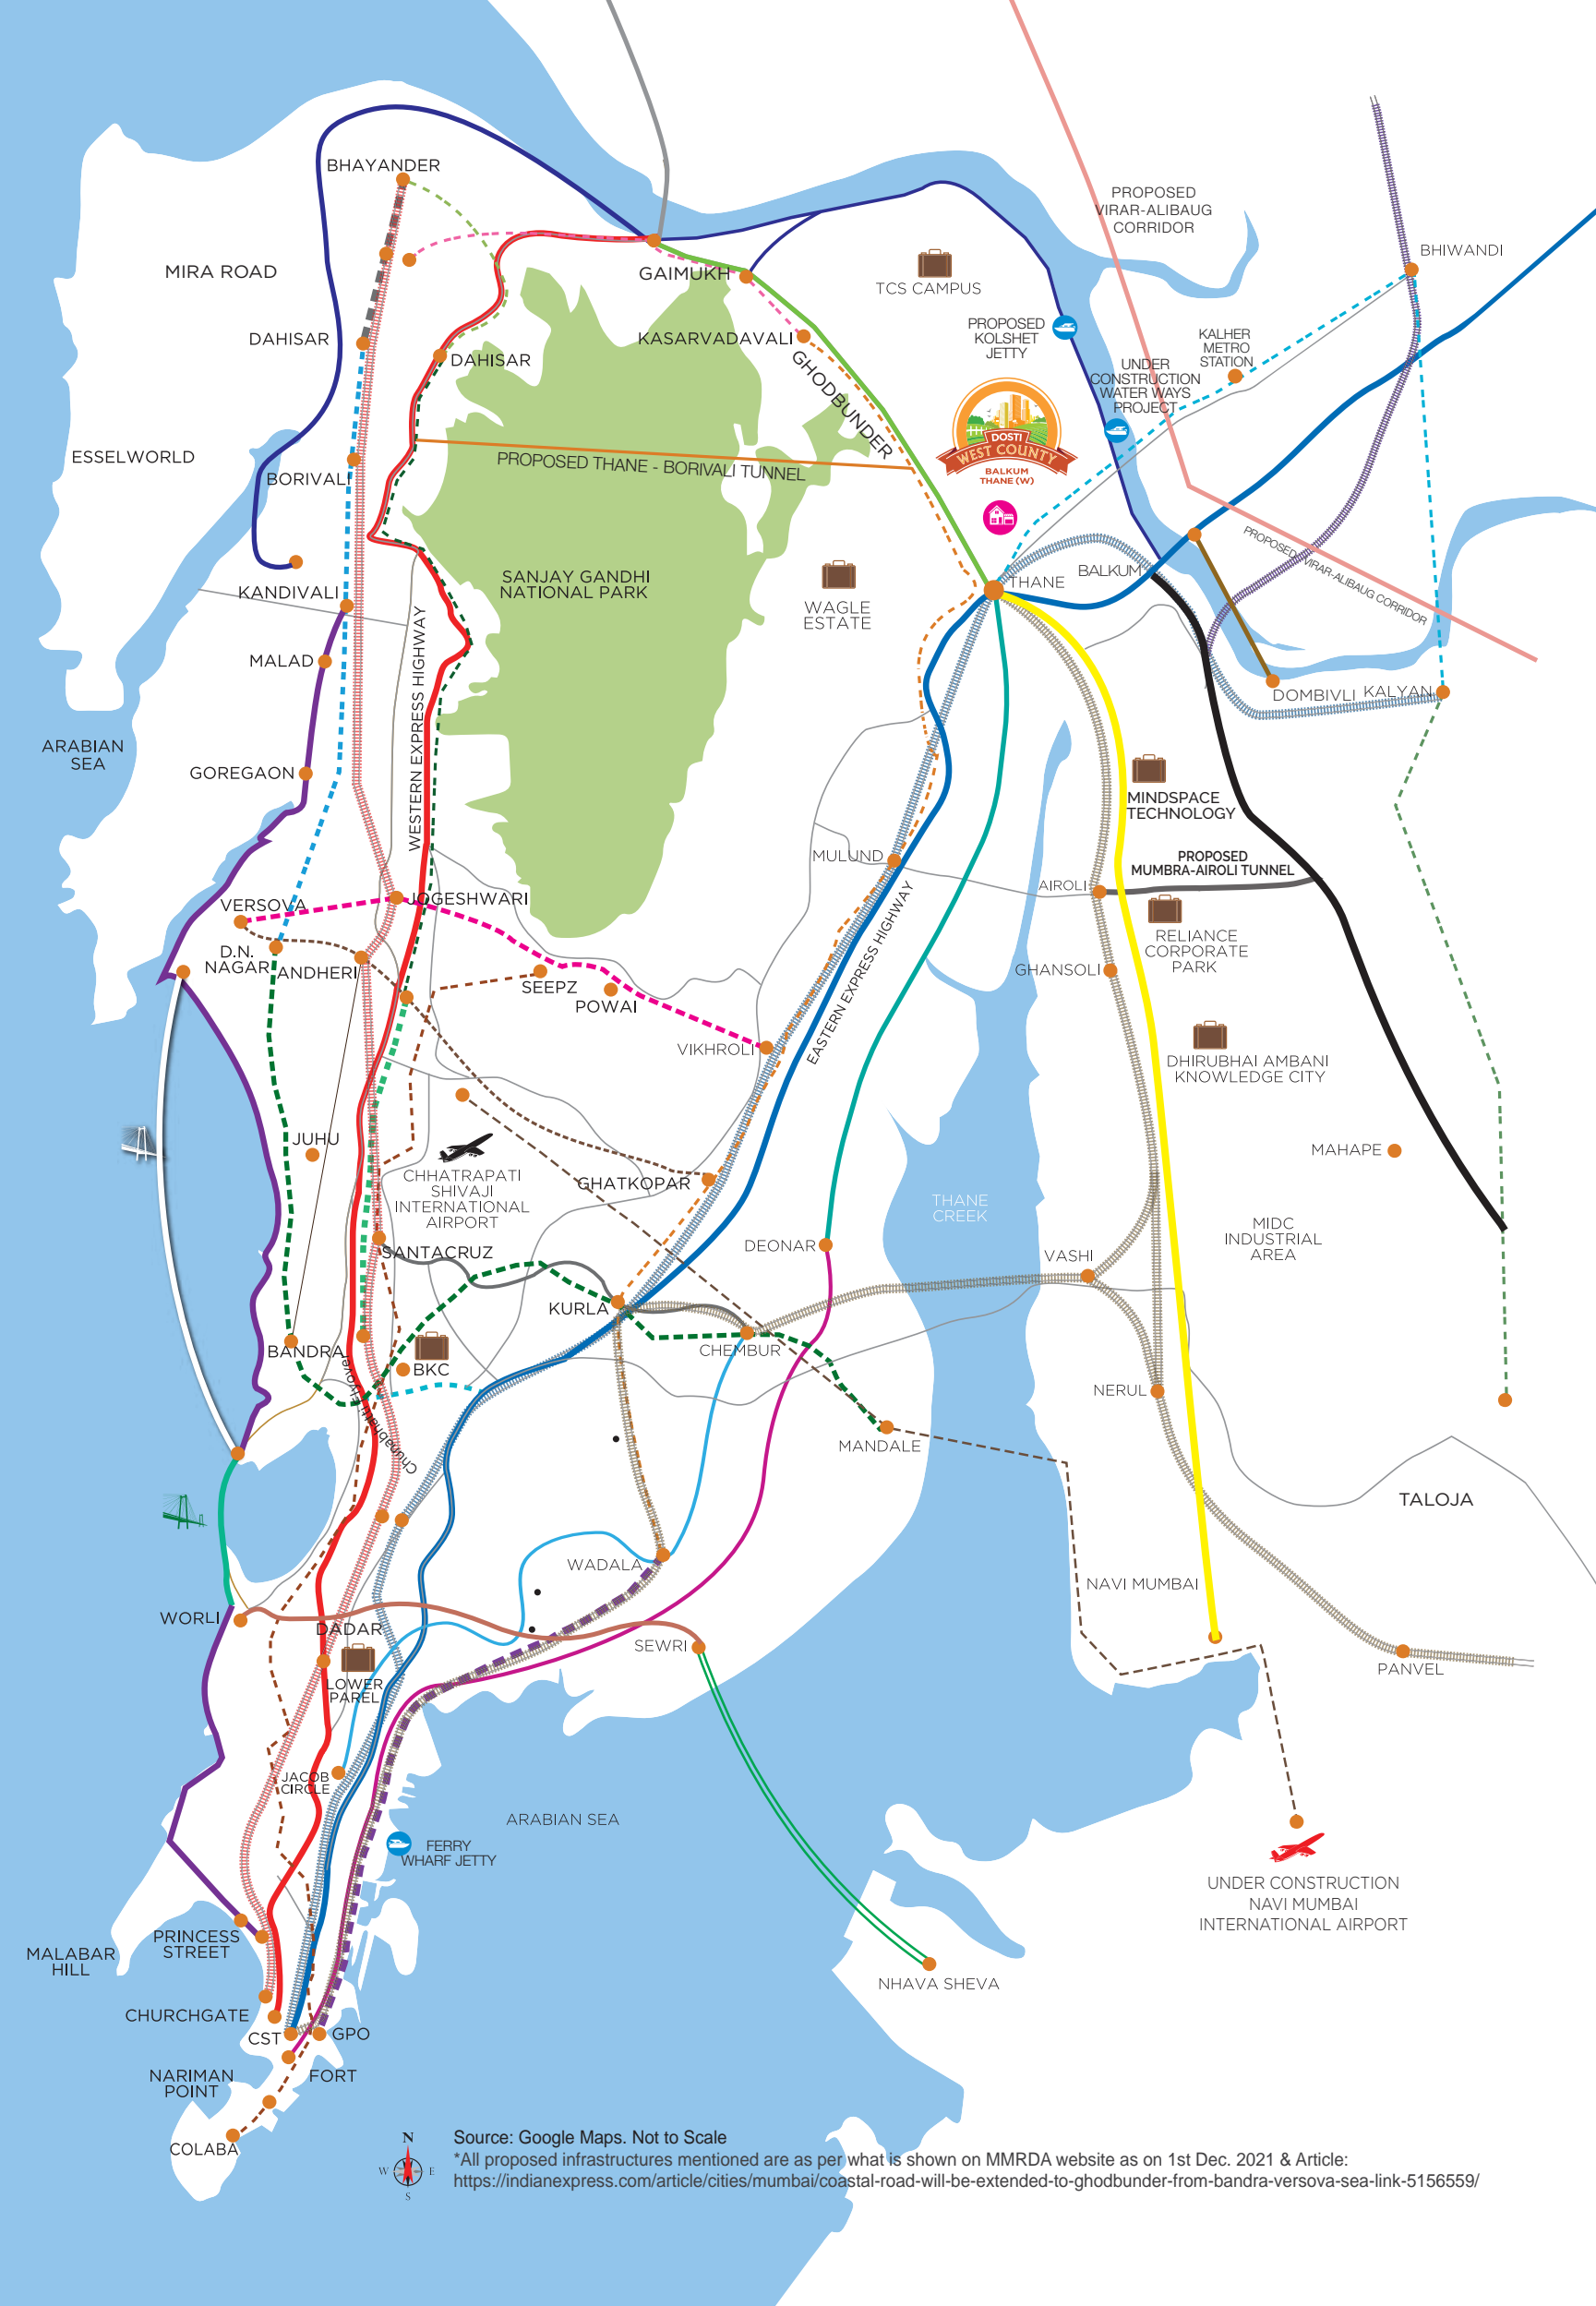 BHAYANDER
PROPOSED
VIRAR-ALIBAUG
CORRIDOR
BHIWANDI
MIRA ROAD
GAIMUKH
TCS CAMPUS
DAHISAR
DAHISAR
KASARVADAVALI
PROPOSED
KOLSHET
JETTY
KALHER
METRO
STATION
UNDER
CONSTRUCTION
WATER WAYS
PROJECT
GHODBUNDER
DOSTI
WEST COUNTY
BALKUM
THANE (W)
ESSELWORLD
BORIVALI
PROPOSED THANE - BORIVALI TUNNEL
PROPOSED VIRAR-ALIBAUG CORRIDOR
SANJAY GANDHI
NATIONAL PARK
WAGLE
ESTATE
THANE
BALKUM
KANDIVALI
MALAD
WESTERN EXPRESS HIGHWAY
DOMBIVLI
KALYAN
ARABIAN
SEA
GOREGAON
MINDSPACE
TECHNOLOGY
MULUND
PROPOSED
MUMBRA-AIROLI TUNNEL
AIROLI
VERSOVA
JOGESHWARI
EASTERN EXPRESS HIGHWAY
RELIANCE
CORPORATE
PARK
D.N.
NAGAR
ANDHERI
SEEPZ
POWAI
GHANSOLI
VIKHROLI
DHIRUBHAI AMBANI
KNOWLEDGE CITY
JUHU
MAHAPE
CHHATRAPATI
SHIVAJI
INTERNATIONAL
AIRPORT
GHATKOPAR
THANE
CREEK
MIDC
INDUSTRIAL
AREA
SANTACRUZ
DEONAR
VASHI
KURLA
BANDRA
BKC
CHEMBUR
NERUL
Chunabhatti Flyover
MANDALE
TALOJA
WADALA
NAVI MUMBAI
WORLI
DADAR
SEWRI
PANVEL
LOWER
PAREL
JACOB
CIRCLE
ARABIAN SEA
FERRY
WHARF JETTY
UNDER CONSTRUCTION
NAVI MUMBAI
INTERNATIONAL AIRPORT
PRINCESS
STREET
MALABAR
HILL
NHAVA SHEVA
CHURCHGATE
CST
GPO
NARIMAN
POINT
FORT
COLABA
N
W
E
S
Source: Google Maps. Not to Scale
*All proposed infrastructures mentioned are as per what is shown on MMRDA website as on 1st Dec. 2021 & Article:
https://indianexpress.com/article/cities/mumbai/coastal-road-will-be-extended-to-ghodbunder-from-bandra-versova-sea-link-5156559/